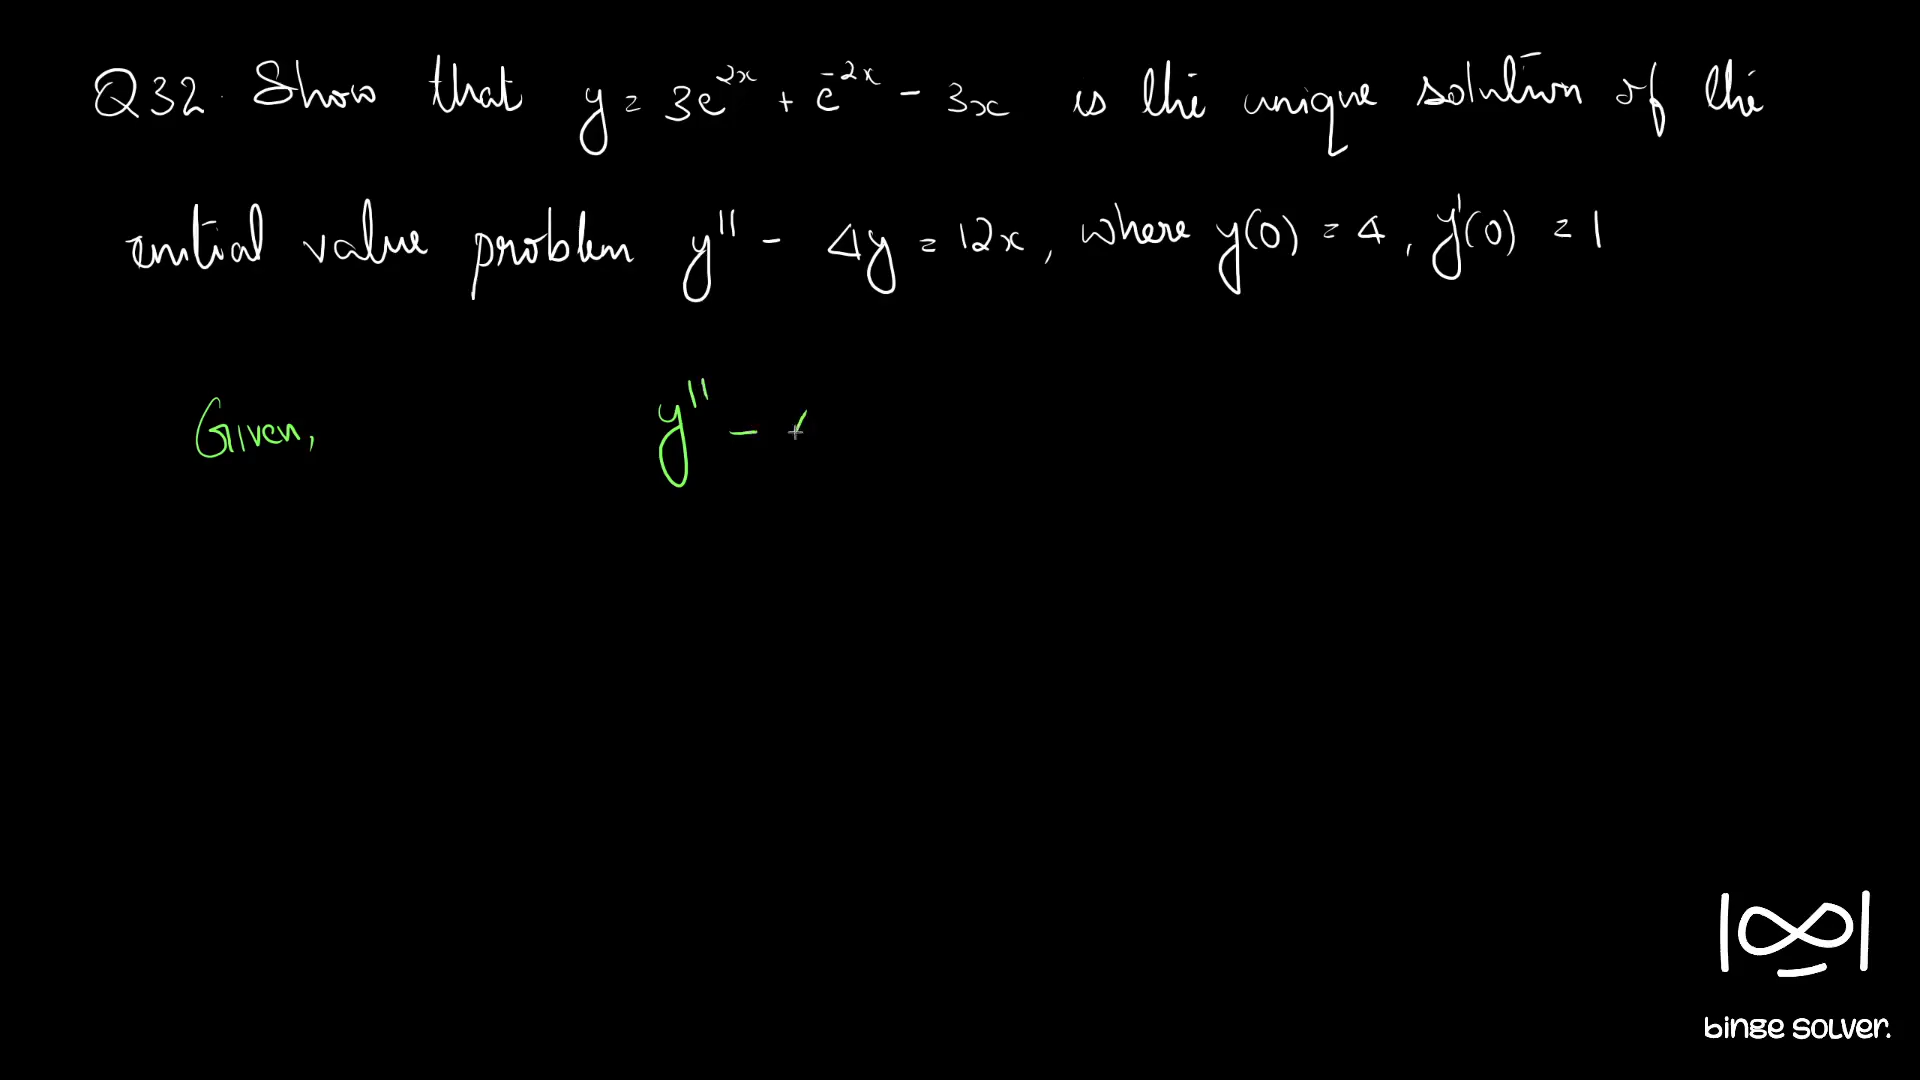 Q32. Show that y = 3e^2x + e^-2x - 3x is the unique solution of the
initial value problem y'' - 4y = 12x, where y(0) = 4, y'(0) = 1
Given, y'' -
binge solver.